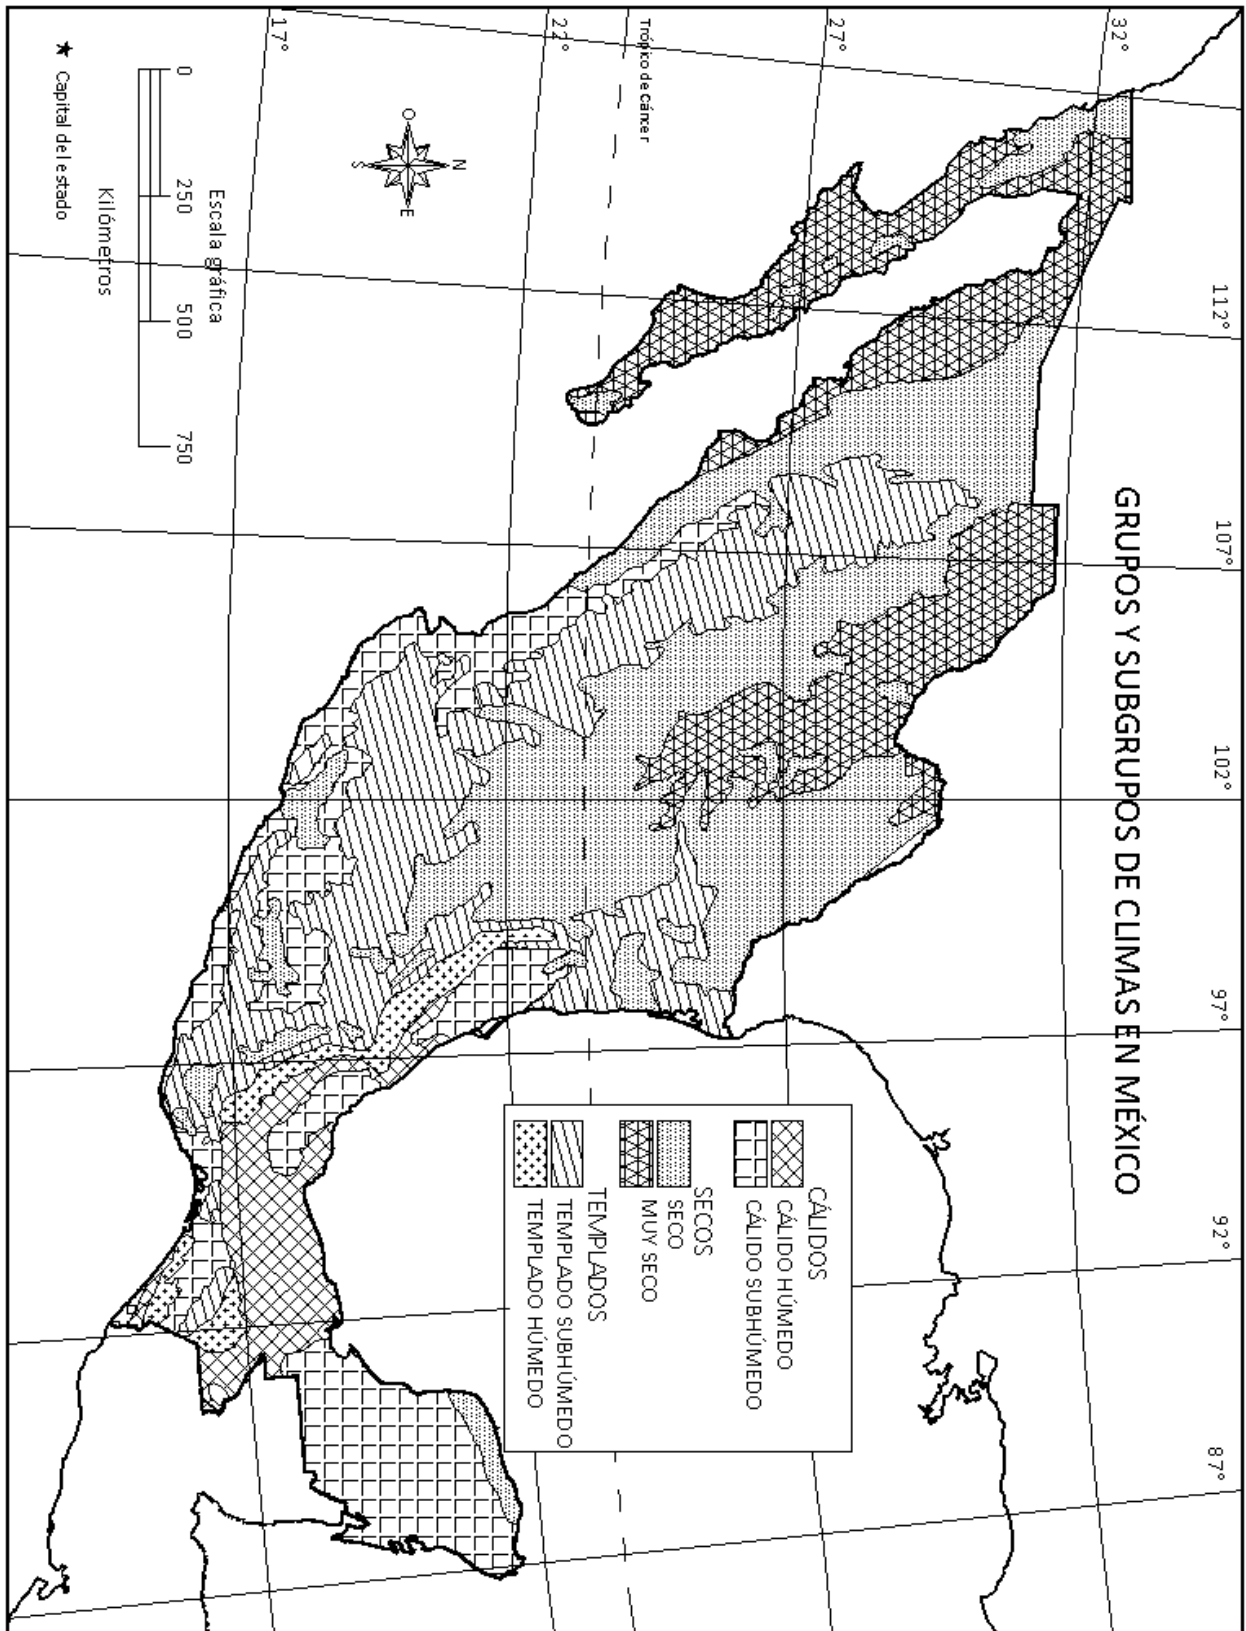 GRUPOS Y SUBGRUPOS DE CLIMAS EN MÉXICO
112°
107°
102°
97°
92°
87°
32°
27°
Trópico de Cáncer
22°
17°
N
O
E
S
Escala gráfica
0
250
500
750
Kilómetros
★ Capital del estado
CÁLIDOS
CÁLIDO HÚMEDO
CÁLIDO SUBHÚMEDO
SECOS
SECO
MUY SECO
TEMPLADOS
TEMPLADO SUBHÚMEDO
TEMPLADO HÚMEDO